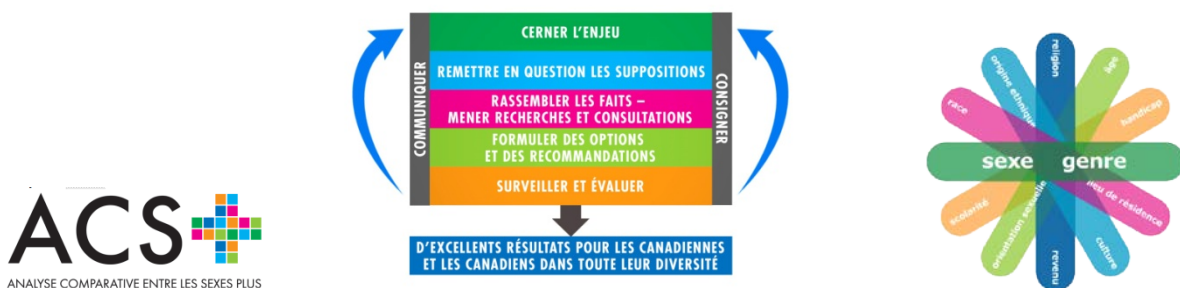 ACS+
ANALYSE COMPARATIVE ENTRE LES SEXES PLUS
COMMUNIQUER
CERNER L'ENJEU
REMETTRE EN QUESTION LES SUPPOSITIONS
RASSEMBLER LES FAITS –
MENER RECHERCHES ET CONSULTATIONS
FORMULER DES OPTIONS
ET DES RECOMMANDATIONS
SURVEILLER ET ÉVALUER
CONSIGNER
D'EXCELLENTS RÉSULTATS POUR LES CANADIENNES
ET LES CANADIENS DANS TOUTE LEUR DIVERSITÉ
religion
âge
handicap
sexe genre
lieu de résidence
culture
revenu
orientation sexuelle
scolarité
race
origine ethnique